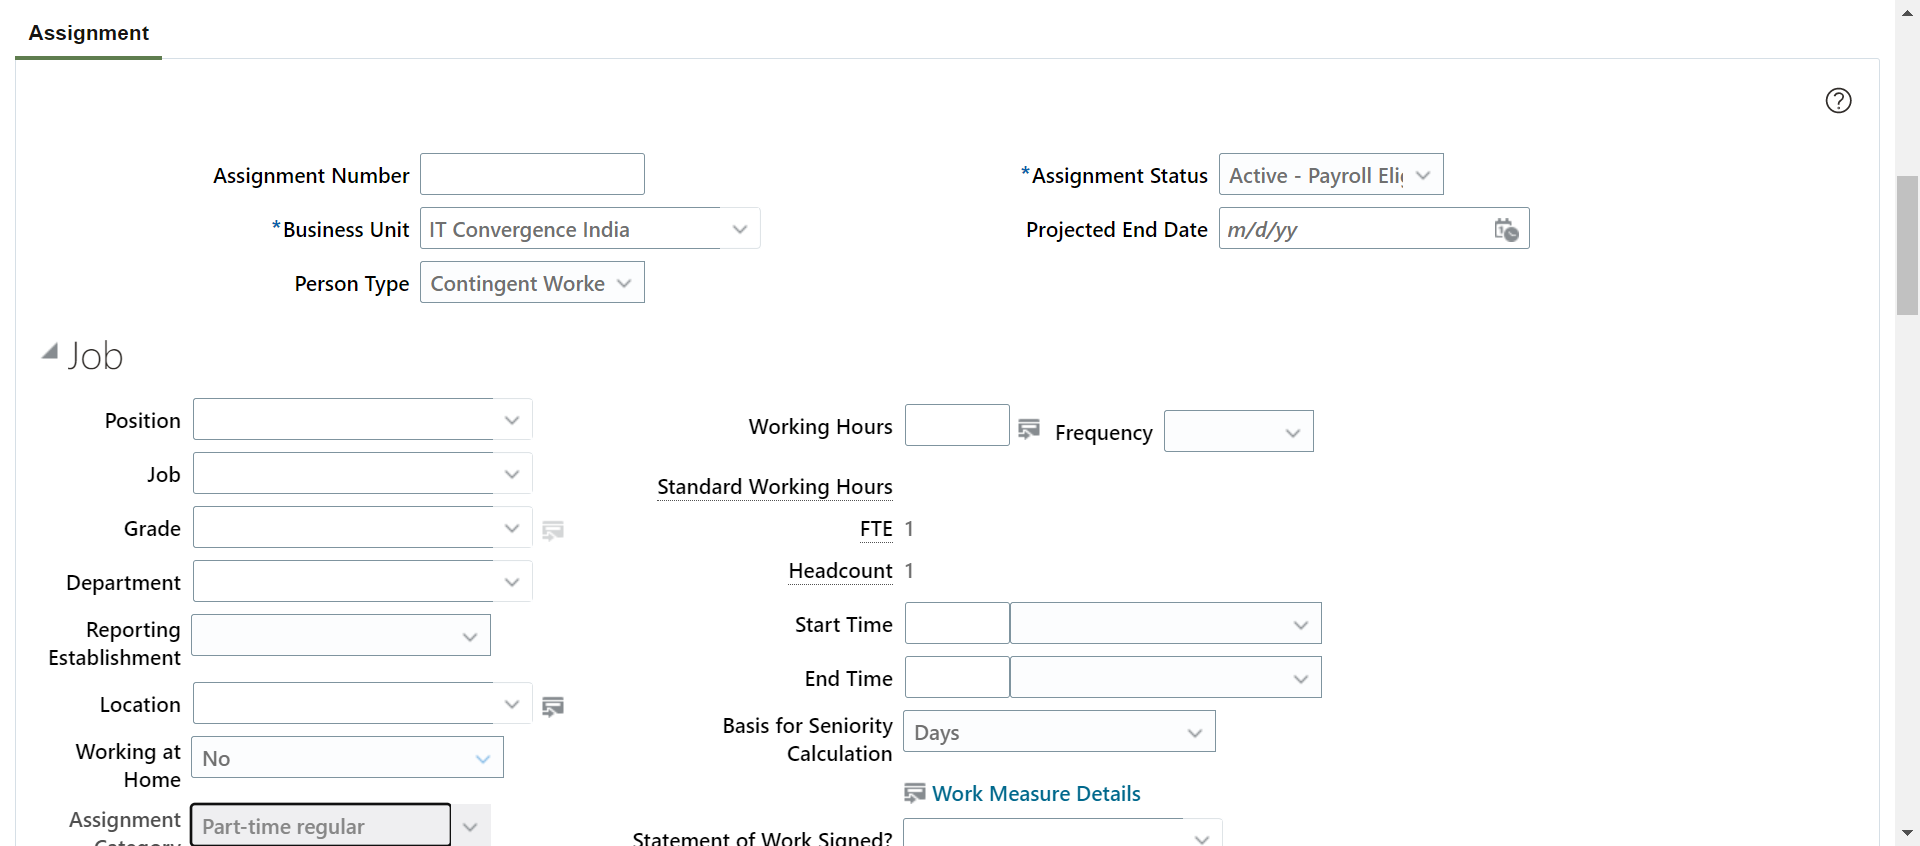 Assignment
Assignment Number
*Assignment Status Active - Payroll Elig
*Business Unit IT Convergence India
Projected End Date m/d/yy
Person Type Contingent Worke
Job
Position
Working Hours
Frequency
Job
Standard Working Hours
Grade
FTE 1
Headcount 1
Department
Reporting
Establishment
Start Time
End Time
Location
Basis for Seniority
Calculation Days
Working at
Home No
Work Measure Details
Assignment
Category Part-time regular
Statement of Work Signed?